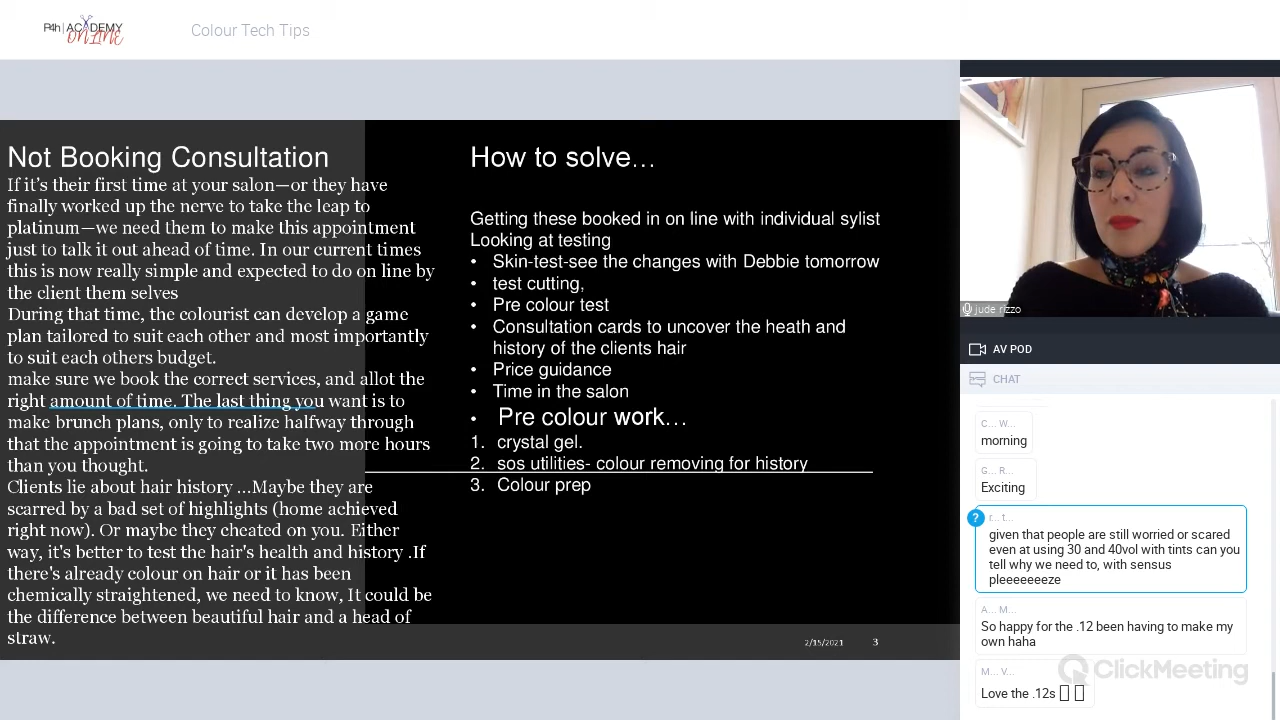 P4h | ACADEMY
onLINE
Colour Tech Tips
Not Booking Consultation
If it's their first time at your salon—or they have
finally worked up the nerve to take the leap to
platinum—we need them to make this appointment
just to talk it out ahead of time. In our current times
this is now really simple and expected to do on line by
the client them selves
During that time, the colourist can develop a game
plan tailored to suit each other and most importantly
to suit each others budget.
make sure we book the correct services, and allot the
right amount of time. The last thing you want is to
make brunch plans, only to realize halfway through
that the appointment is going to take two more hours
than you thought.
Clients lie about hair history ...Maybe they are
scarred by a bad set of highlights (home achieved
right now). Or maybe they cheated on you. Either
way, it's better to test the hair's health and history .If
there's already colour on hair or it has been
chemically straightened, we need to know, It could be
the difference between beautiful hair and a head of
straw.
How to solve…
Getting these booked in on line with individual sylist
Looking at testing
• Skin-test-see the changes with Debbie tomorrow
• test cutting,
• Pre colour test
• Consultation cards to uncover the heath and
history of the clients hair
• Price guidance
• Time in the salon
• Pre colour work…
1. crystal gel.
2. sos utilities- colour removing for history
3. Colour prep
2/15/2021 3
jude rizzo
AV POD
CHAT
C... W...
morning
G... R...
Exciting
? r... t...
given that people are still worried or scared
even at using 30 and 40vol with tints can you
tell why we need to, with sensus
pleeeeeeeze
A... M...
So happy for the .12 been having to make my
own haha
ClickMeeting
M... V...
Love the .12s